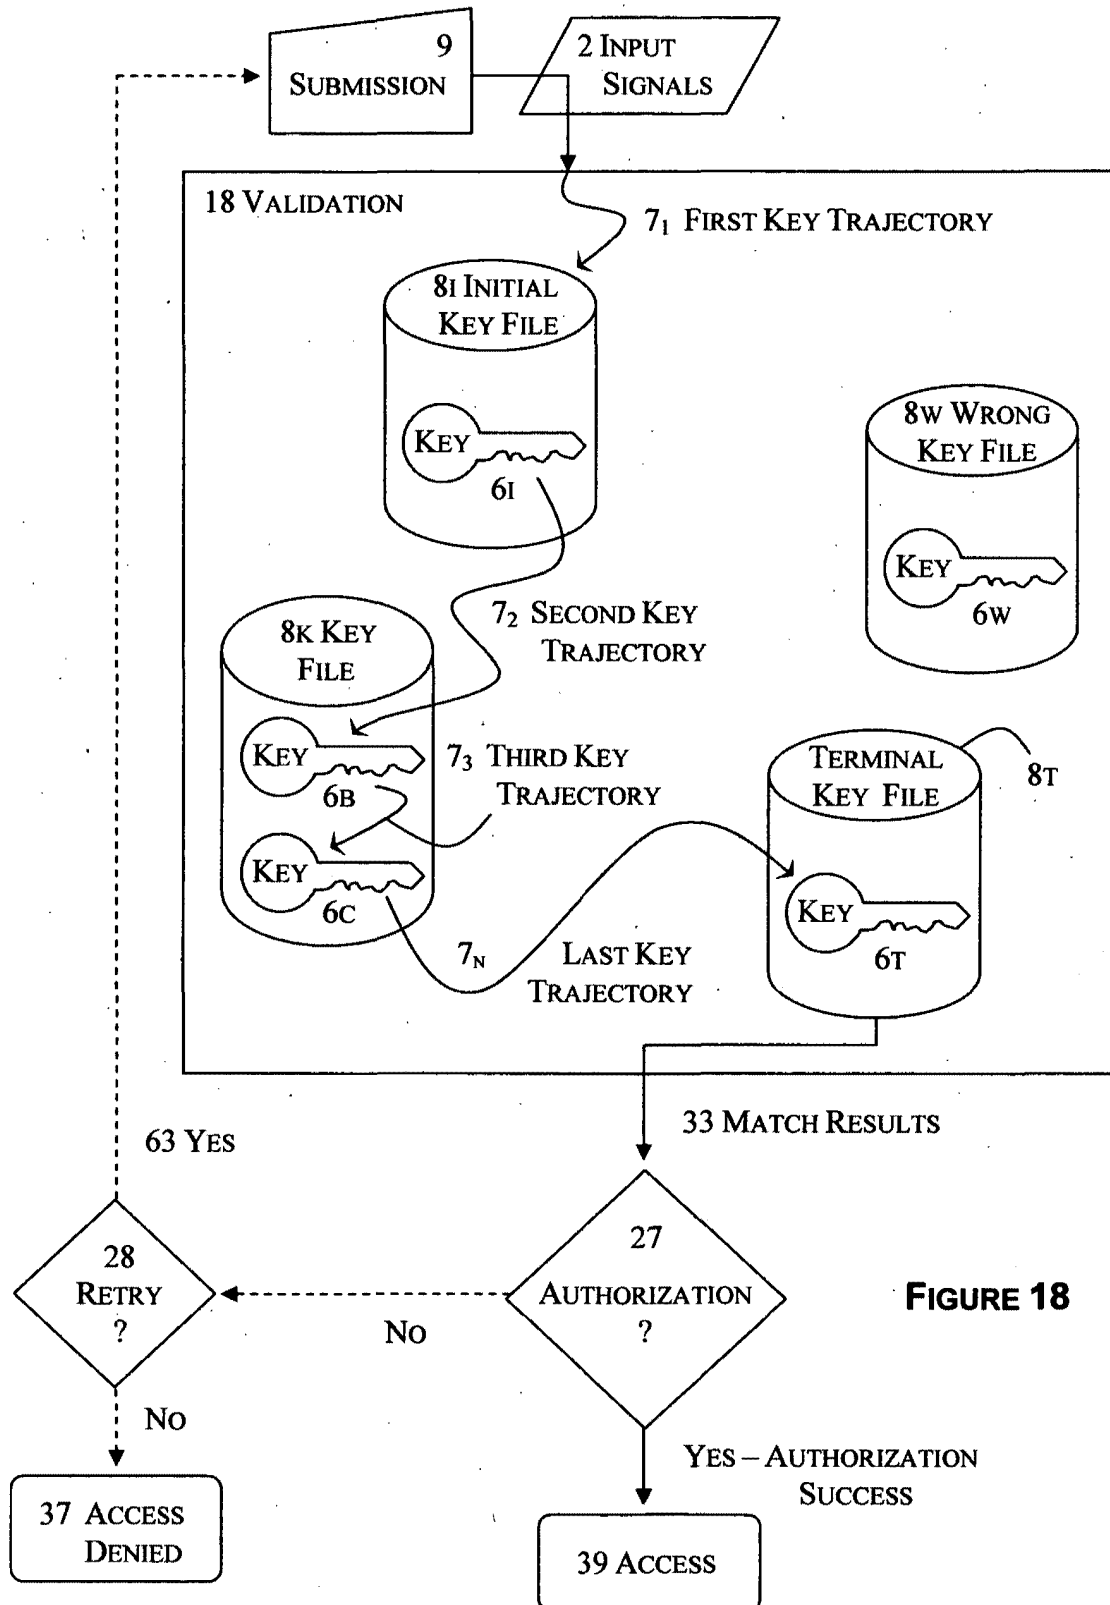 9
SUBMISSION
2 INPUT
SIGNALS
18 VALIDATION
7₁ FIRST KEY TRAJECTORY
8I INITIAL
KEY FILE
KEY
6I
8W WRONG
KEY FILE
KEY
6W
7₂ SECOND KEY
TRAJECTORY
8K KEY
FILE
KEY
6B
7₃ THIRD KEY
TRAJECTORY
KEY
6C
TERMINAL
KEY FILE
8T
KEY
6T
7N LAST KEY
TRAJECTORY
33 MATCH RESULTS
63 YES
28
RETRY
?
27
AUTHORIZATION
?
NO
FIGURE 18
NO
YES – AUTHORIZATION
SUCCESS
37 ACCESS
DENIED
39 ACCESS